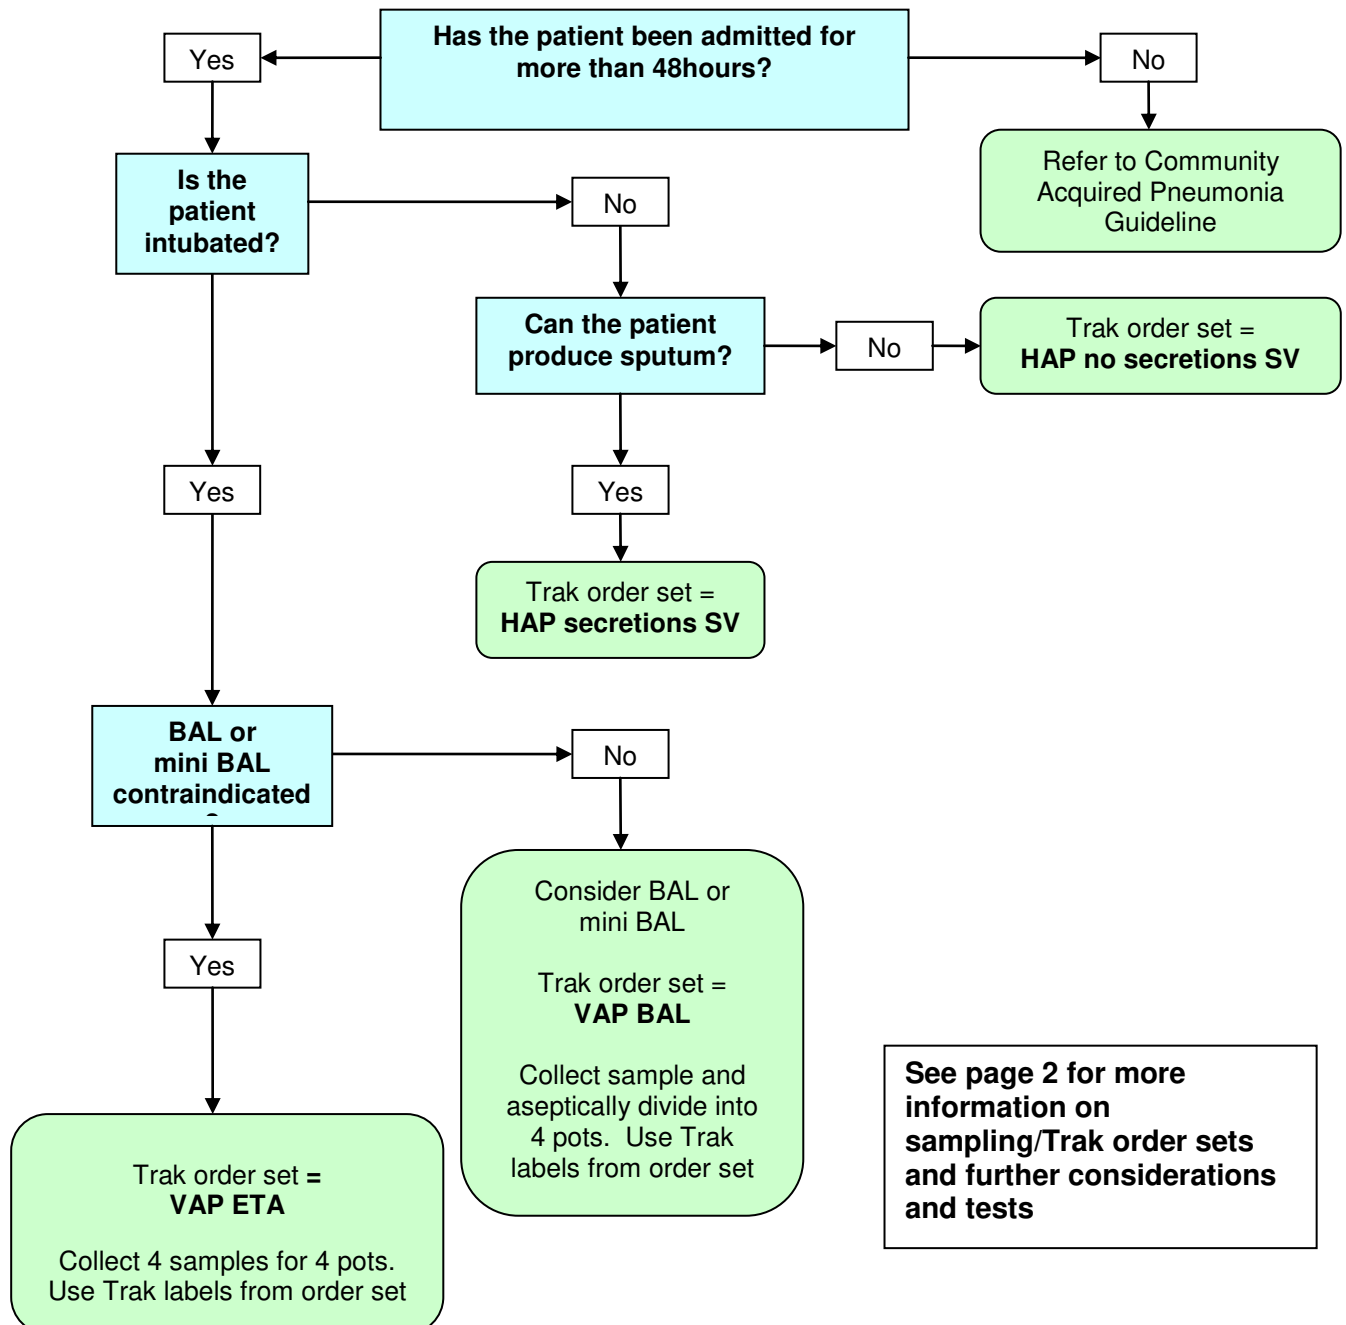 Has the patient been admitted for
more than 48hours?
Yes
No
Refer to Community
Acquired Pneumonia
Guideline
Is the
patient
intubated?
No
Can the patient
produce sputum?
No
Trak order set =
HAP no secretions SV
Yes
Yes
Trak order set =
HAP secretions SV
BAL or
mini BAL
contraindicated
No
Consider BAL or
mini BAL
Trak order set =
VAP BAL
Collect sample and
aseptically divide into
4 pots.  Use Trak
labels from order set
Yes
Trak order set =
VAP ETA
Collect 4 samples for 4 pots.
Use Trak labels from order set
See page 2 for more
information on
sampling/Trak order sets
and further considerations
and tests